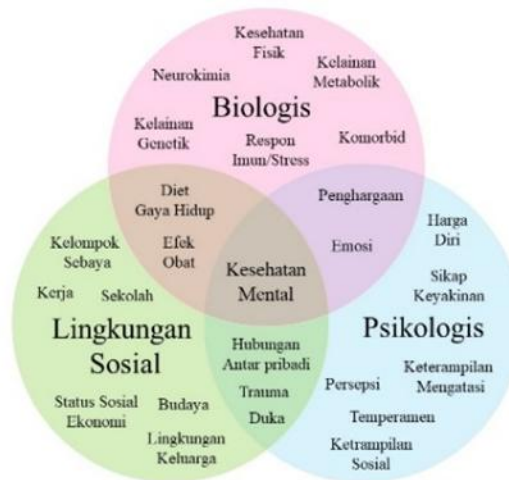 Kesehatan
Fisik
Neurokimia
Kelainan
Metabolik
Biologis
Kelainan
Genetik
Respon
Imun/Stress
Komorbid
Diet
Gaya Hidup
Penghargaan
Efek
Obat
Emosi
Kesehatan
Mental
Kelompok
Sebaya
Kerja
Sekolah
Lingkungan
Sosial
Status Sosial
Ekonomi
Budaya
Lingkungan
Keluarga
Hubungan
Antar pribadi
Trauma
Duka
Harga
Diri
Sikap
Keyakinan
Psikologis
Persepsi
Keterampilan
Mengatasi
Temperamen
Ketrampilan
Sosial